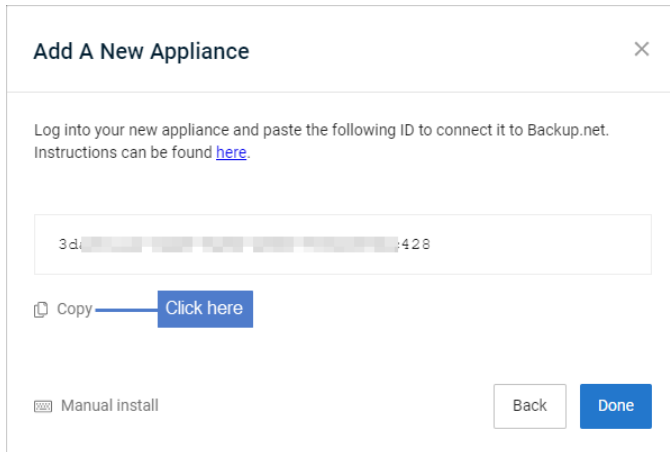 Add A New Appliance
Log into your new appliance and paste the following ID to connect it to Backup.net.
Instructions can be found here.
428
Copy
Click here
Manual install
Back
Done